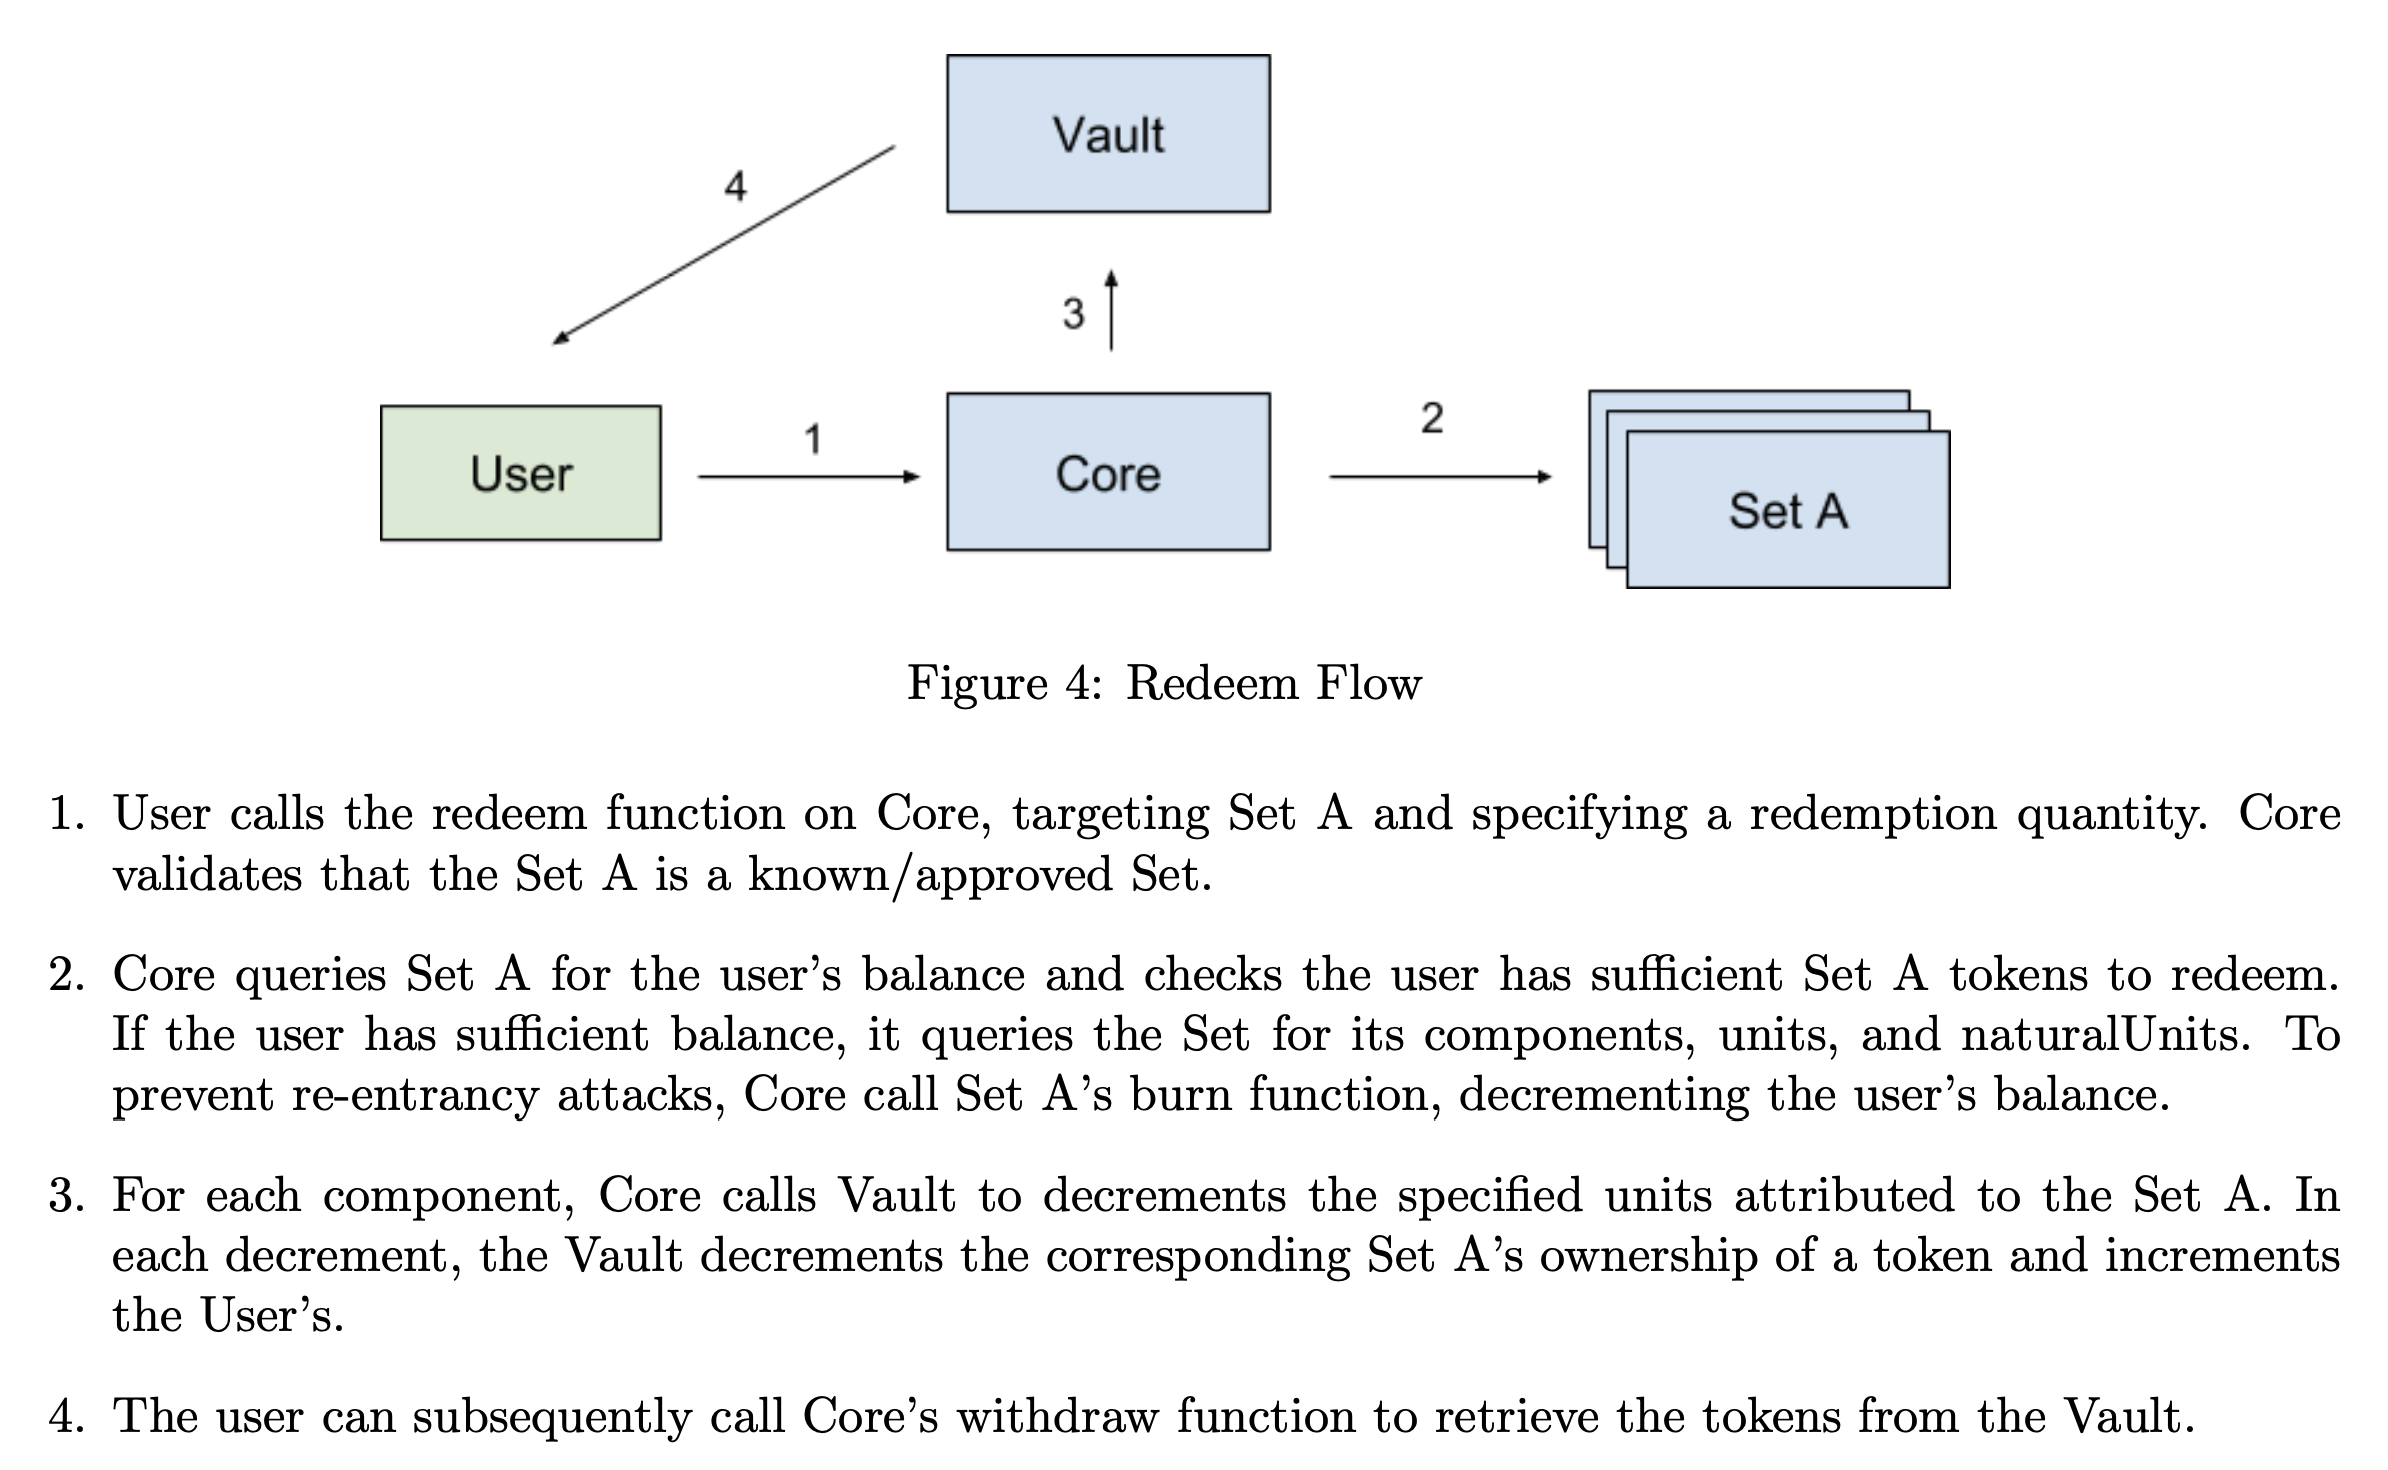 Vault
4
3
User
1
Core
2
Set A
Figure 4: Redeem Flow
1. User calls the redeem function on Core, targeting Set A and specifying a redemption quantity. Core
validates that the Set A is a known/approved Set.
2. Core queries Set A for the user’s balance and checks the user has sufficient Set A tokens to redeem.
If the user has sufficient balance, it queries the Set for its components, units, and naturalUnits. To
prevent re-entrancy attacks, Core call Set A’s burn function, decrementing the user’s balance.
3. For each component, Core calls Vault to decrements the specified units attributed to the Set A. In
each decrement, the Vault decrements the corresponding Set A’s ownership of a token and increments
the User’s.
4. The user can subsequently call Core’s withdraw function to retrieve the tokens from the Vault.